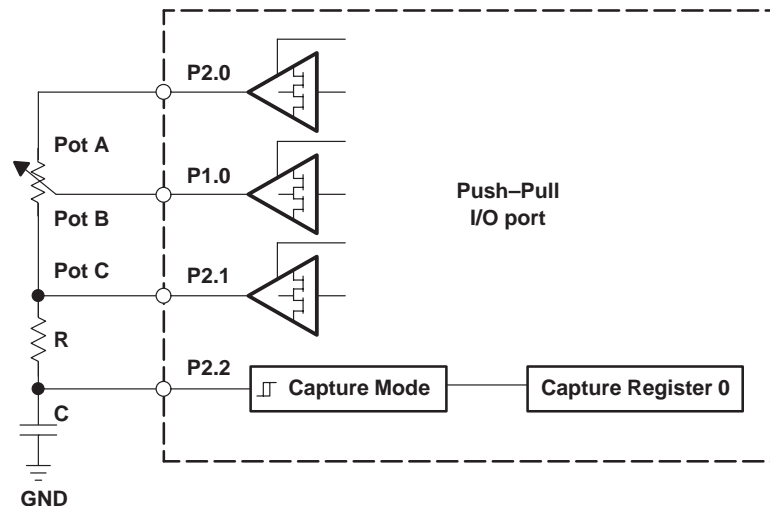 P2.0
Pot A
P1.0
Push–Pull
I/O port
Pot B
P2.1
Pot C
R
P2.2
Capture Mode
Capture Register 0
C
GND